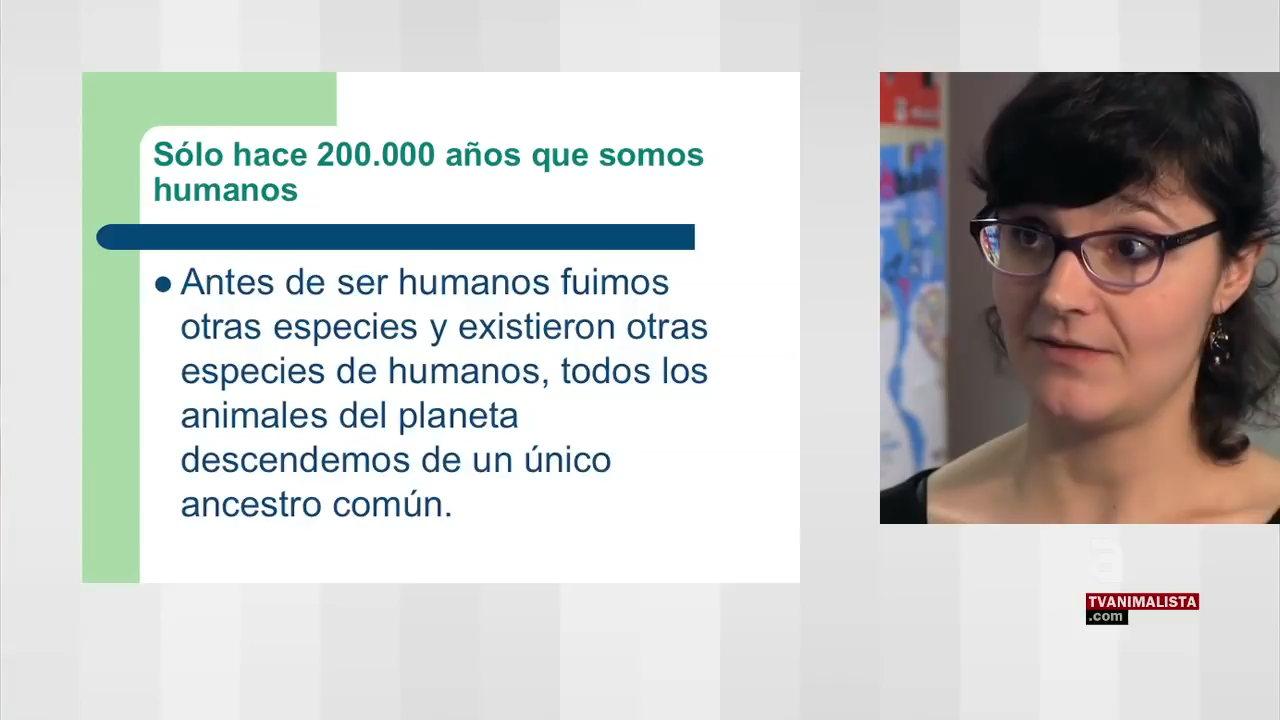 Sólo hace 200.000 años que somos
humanos
Antes de ser humanos fuimos
otras especies y existieron otras
especies de humanos, todos los
animales del planeta
descendemos de un único
ancestro común.
a
TVANIMALISTA
.com